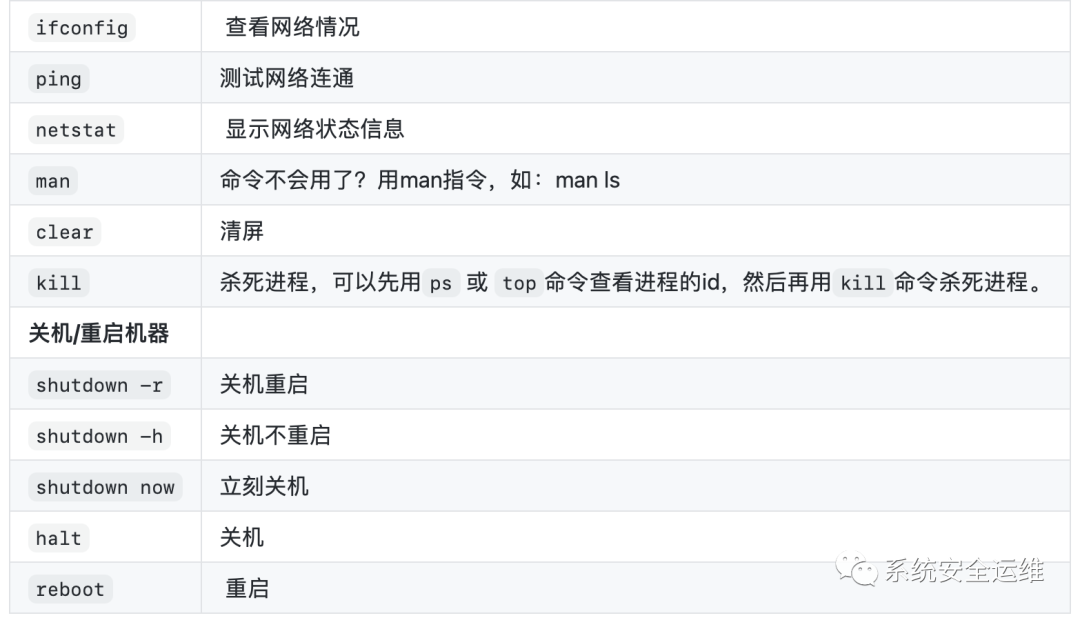 ifconfig 查看网络情况
ping 测试网络连通
netstat 显示网络状态信息
man 命令不会用了？用man指令，如：man ls
clear 清屏
kill 杀死进程，可以先用 ps 或 top 命令查看进程的id，然后再用 kill 命令杀死进程。
关机/重启机器
shutdown -r 关机重启
shutdown -h 关机不重启
shutdown now 立刻关机
halt 关机
reboot 重启
系统安全运维